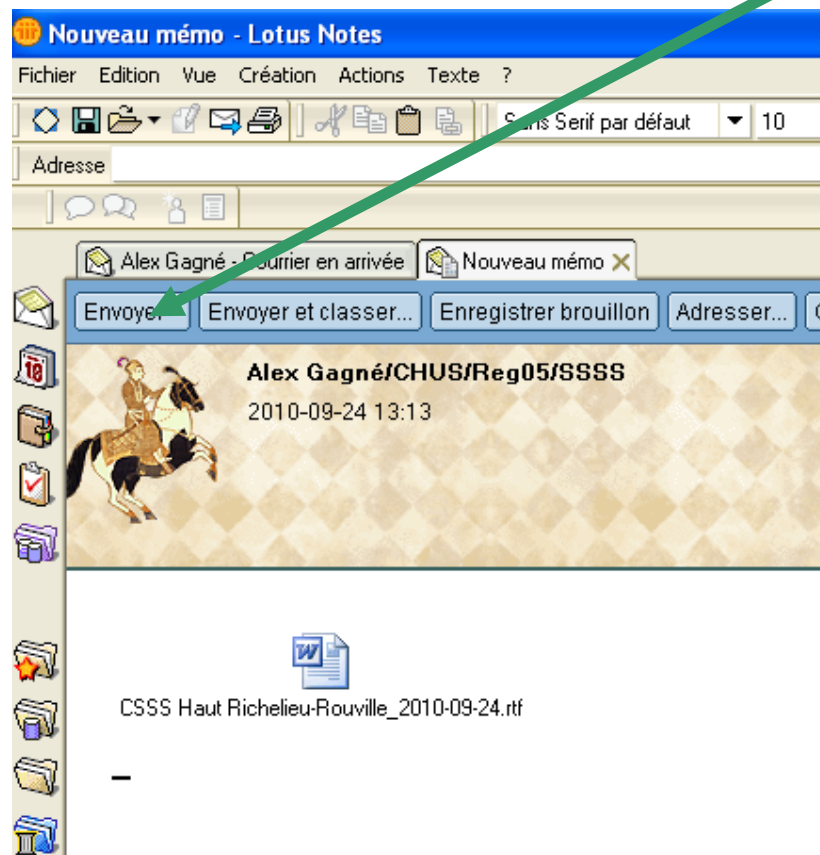 Nouveau mémo - Lotus Notes
Fichier Edition Vue Création Actions Texte ?
Sans Serif par défaut 10
Adresse
Alex Gagné - Courrier en arrivée Nouveau mémo
Envoyer Envoyer et classer... Enregistrer brouillon Adresser...
Alex Gagné/CHUS/Reg05/SSSS
2010-09-24 13:13
CSSS Haut Richelieu-Rouville_2010-09-24.rtf